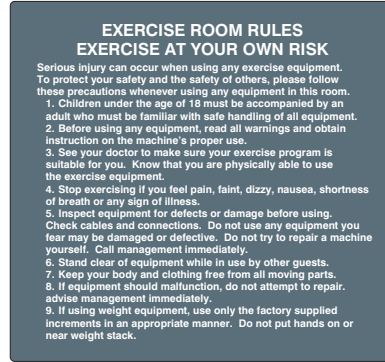 EXERCISE ROOM RULES
EXERCISE AT YOUR OWN RISK
Serious injury can occur when using any exercise equipment.
To protect your safety and the safety of others, please follow
these precautions whenever using any equipment in this room.
1. Children under the age of 18 must be accompanied by an
adult who must be familiar with safe handling of all equipment.
2. Before using any equipment, read all warnings and obtain
instruction on the machine's proper use.
3. See your doctor to make sure your exercise program is
suitable for you. Know that you are physically able to use
the exercise equipment.
4. Stop exercising if you feel pain, faint, dizzy, nausea, shortness
of breath or any sign of illness.
5. Inspect equipment for defects or damage before using.
Check cables and connections. Do not use any equipment you
fear may be damaged or defective. Do not try to repair a machine
yourself. Call management immediately.
6. Stand clear of equipment while in use by other guests.
7. Keep your body and clothing free from all moving parts.
8. If equipment should malfunction, do not attempt to repair.
advise management immediately.
9. If using weight equipment, use only the factory supplied
increments in an appropriate manner. Do not put hands on or
near weight stack.